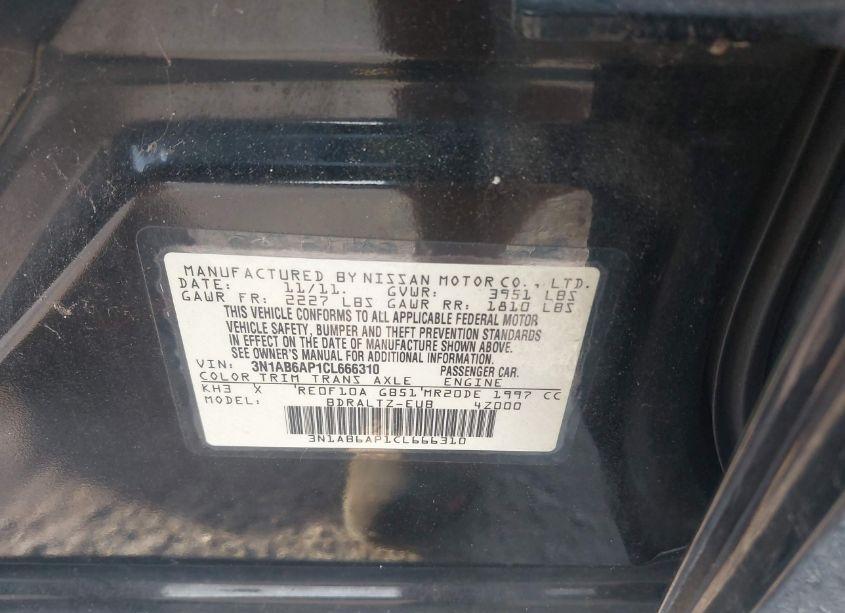 MANUFACTURED BY NISSAN MOTOR CO., LTD.
DATE: 11/11. GVWR: 3951 LBS
GAWR FR: 2227 LBS GAWR RR: 1810 LBS
THIS VEHICLE CONFORMS TO ALL APPLICABLE FEDERAL MOTOR
VEHICLE SAFETY, BUMPER AND THEFT PREVENTION STANDARDS
IN EFFECT ON THE DATE OF MANUFACTURE SHOWN ABOVE.
SEE OWNER'S MANUAL FOR ADDITIONAL INFORMATION
VIN: 3N1AB6AP1CL666310 PASSENGER CAR.
COLOR TRIM TRANS AXLE ENGINE
KH3 X 'RE0F10A GB51'MR20DE 1997 CC
MODEL: BDRALTZ-EUB 4Z000
3N1AB6AP1CL666310